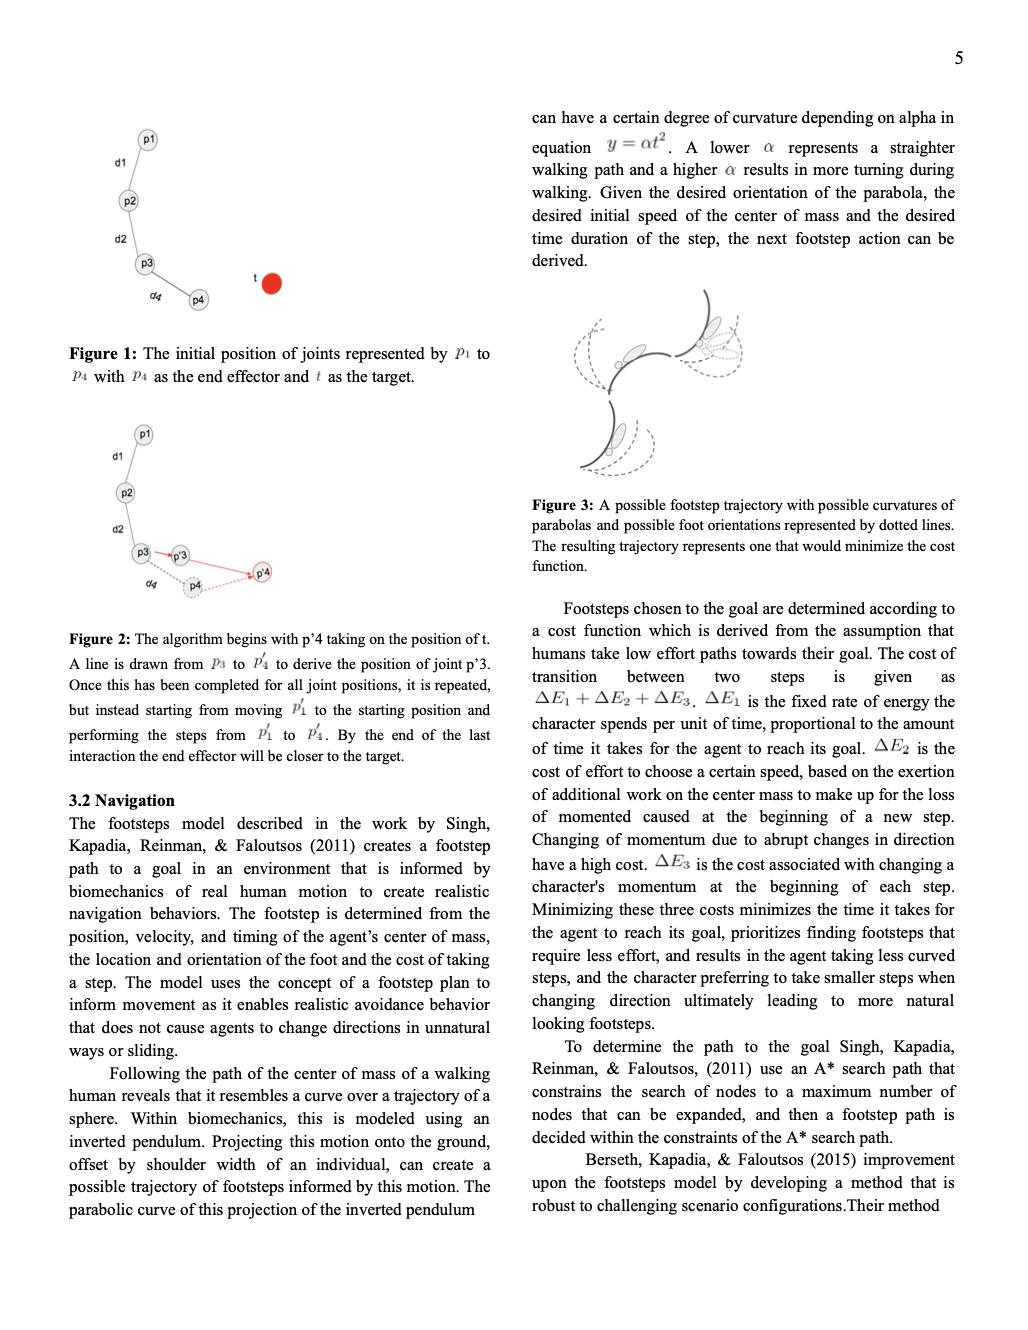 5
p1
d1
p2
d2
p3
d4
p4
t
Figure 1: The initial position of joints represented by p₁ to
p₄ with p₄ as the end effector and t as the target.
p1
d1
p2
d2
p3
p'3
d4
p4
p'4
Figure 2: The algorithm begins with p’4 taking on the position of t.
A line is drawn from p₃ to p′₄ to derive the position of joint p’3.
Once this has been completed for all joint positions, it is repeated,
but instead starting from moving p′₁ to the starting position and
performing the steps from p′₁ to p′₄. By the end of the last
interaction the end effector will be closer to the target.
3.2 Navigation
The footsteps model described in the work by Singh,
Kapadia, Reinman, & Faloutsos (2011) creates a footstep
path to a goal in an environment that is informed by
biomechanics of real human motion to create realistic
navigation behaviors. The footstep is determined from the
position, velocity, and timing of the agent’s center of mass,
the location and orientation of the foot and the cost of taking
a step. The model uses the concept of a footstep plan to
inform movement as it enables realistic avoidance behavior
that does not cause agents to change directions in unnatural
ways or sliding.
Following the path of the center of mass of a walking
human reveals that it resembles a curve over a trajectory of a
sphere. Within biomechanics, this is modeled using an
inverted pendulum. Projecting this motion onto the ground,
offset by shoulder width of an individual, can create a
possible trajectory of footsteps informed by this motion. The
parabolic curve of this projection of the inverted pendulum
can have a certain degree of curvature depending on alpha in
equation y = αt². A lower α represents a straighter
walking path and a higher α results in more turning during
walking. Given the desired orientation of the parabola, the
desired initial speed of the center of mass and the desired
time duration of the step, the next footstep action can be
derived.
Figure 3: A possible footstep trajectory with possible curvatures of
parabolas and possible foot orientations represented by dotted lines.
The resulting trajectory represents one that would minimize the cost
function.
Footsteps chosen to the goal are determined according to
a cost function which is derived from the assumption that
humans take low effort paths towards their goal. The cost of
transition between two steps is given as
ΔE₁ + ΔE₂ + ΔE₃. ΔE₁ is the fixed rate of energy the
character spends per unit of time, proportional to the amount
of time it takes for the agent to reach its goal. ΔE₂ is the
cost of effort to choose a certain speed, based on the exertion
of additional work on the center mass to make up for the loss
of momented caused at the beginning of a new step.
Changing of momentum due to abrupt changes in direction
have a high cost. ΔE₃ is the cost associated with changing a
character's momentum at the beginning of each step.
Minimizing these three costs minimizes the time it takes for
the agent to reach its goal, prioritizes finding footsteps that
require less effort, and results in the agent taking less curved
steps, and the character preferring to take smaller steps when
changing direction ultimately leading to more natural
looking footsteps.
To determine the path to the goal Singh, Kapadia,
Reinman, & Faloutsos, (2011) use an A* search path that
constrains the search of nodes to a maximum number of
nodes that can be expanded, and then a footstep path is
decided within the constraints of the A* search path.
Berseth, Kapadia, & Faloutsos (2015) improvement
upon the footsteps model by developing a method that is
robust to challenging scenario configurations.Their method